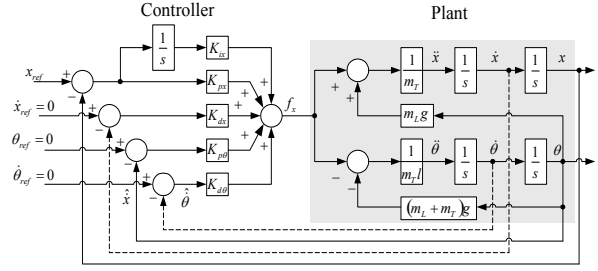 Controller
Plant
1/s
K_ix
x_ref
+
−
K_px
+
+
f_x
+
+
1/m_T
ẍ
1/s
ẋ
1/s
x
ẋ_ref = 0
+
−
K_dx
+
m_L g
θ_ref = 0
+
−
K_pθ
+
+
θ̇_ref = 0
+
−
K_dθ
x̂̇
θ̂̇
−
−
1/m_T l
θ̈
1/s
θ̇
1/s
θ
(m_L + m_T)g